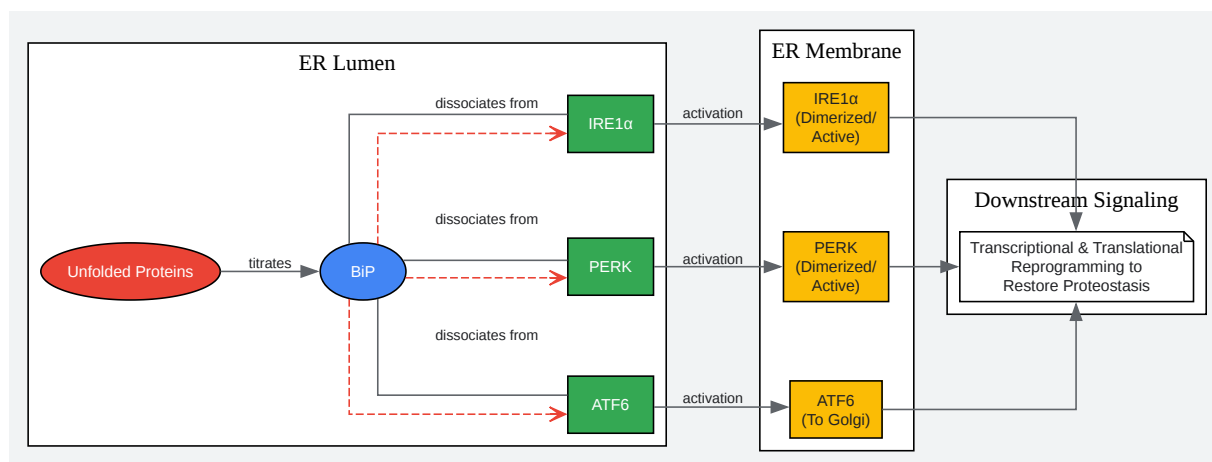 ER Lumen
ER Membrane
dissociates from
IRE1α
activation
IRE1α
(Dimerized/
Active)
Downstream Signaling
dissociates from
Unfolded Proteins
titrates
BiP
PERK
activation
PERK
(Dimerized/
Active)
Transcriptional & Translational
Reprogramming to
Restore Proteostasis
dissociates from
ATF6
activation
ATF6
(To Golgi)